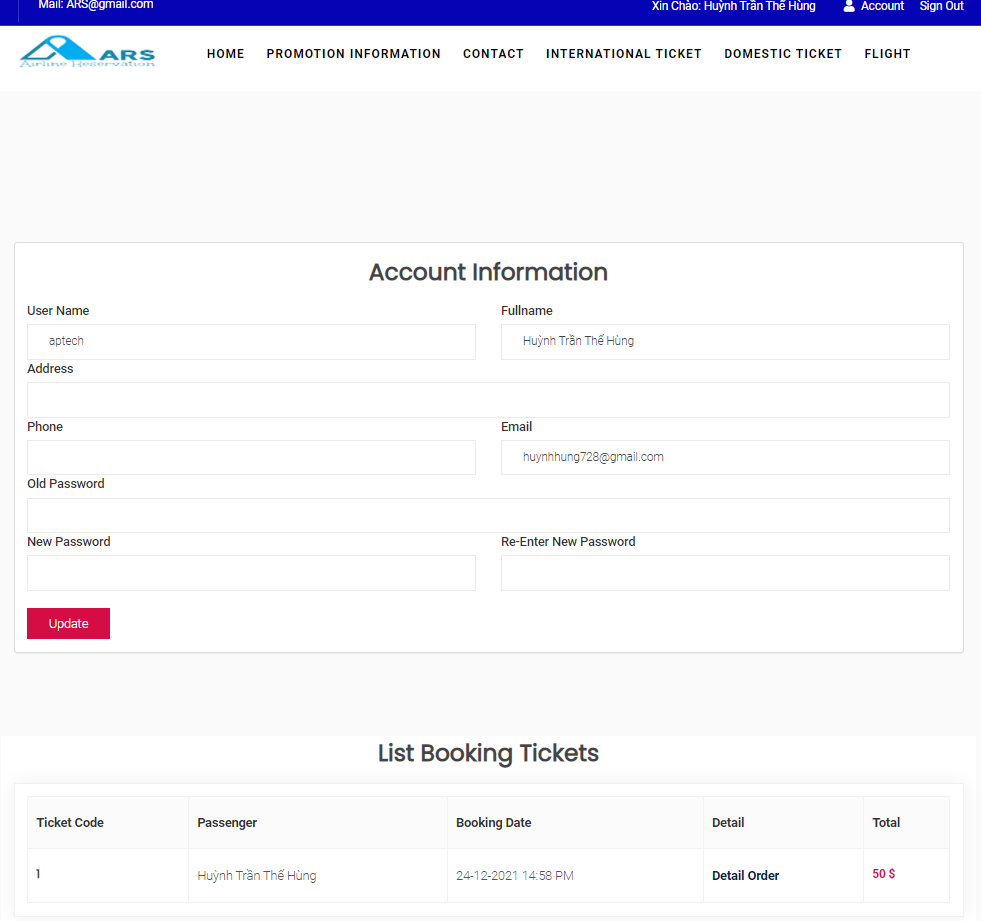 Mail: ARS@gmail.com Xin Chào: Huỳnh Trần Thế Hùng Account Sign Out
ARS
Airline Reservation
HOME PROMOTION INFORMATION CONTACT INTERNATIONAL TICKET DOMESTIC TICKET FLIGHT
Account Information
User Name Fullname
aptech Huỳnh Trần Thế Hùng
Address
Phone Email
huynhhung728@gmail.com
Old Password
New Password Re-Enter New Password
Update
List Booking Tickets
Ticket Code Passenger Booking Date Detail Total
1 Huỳnh Trần Thế Hùng 24-12-2021 14:58 PM Detail Order 50 $